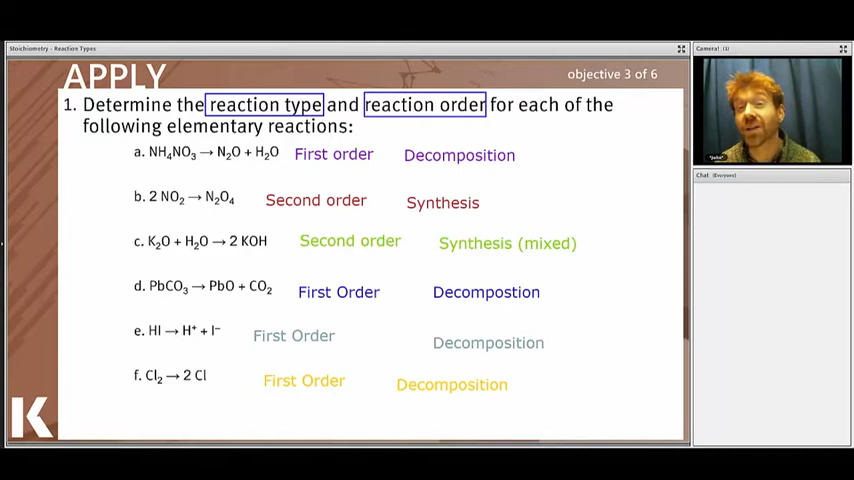 Stoichiometry - Reaction Types
APPLY
objective 3 of 6
1. Determine the reaction type and reaction order for each of the
following elementary reactions:
a. NH₄NO₃ → N₂O + H₂O First order Decomposition
b. 2 NO₂ → N₂O₄ Second order Synthesis
c. K₂O + H₂O → 2 KOH Second order Synthesis (mixed)
d. PbCO₃ → PbO + CO₂ First Order Decompostion
e. HI → H⁺ + I⁻ First Order Decomposition
f. Cl₂ → 2 Cl First Order Decomposition
K
Camera! (1)
*John*
Chat (Everyone)